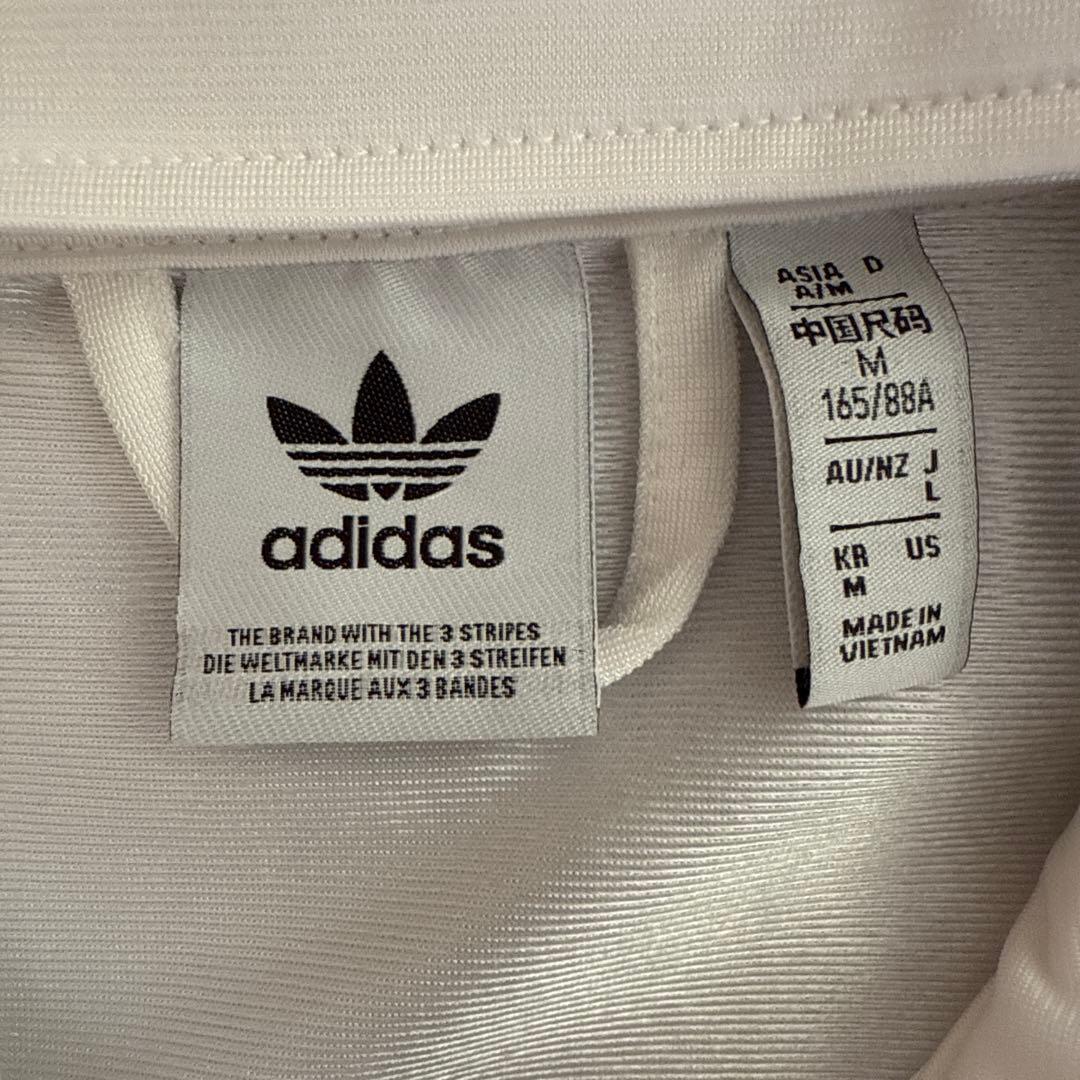 adidas
THE BRAND WITH THE 3 STRIPES
DIE WELTMARKE MIT DEN 3 STREIFEN
LA MARQUE AUX 3 BANDES
ASIA D
A/M
中国尺码
M
165/88A
AU/NZ J
L
KR US
M
MADE IN
VIETNAM